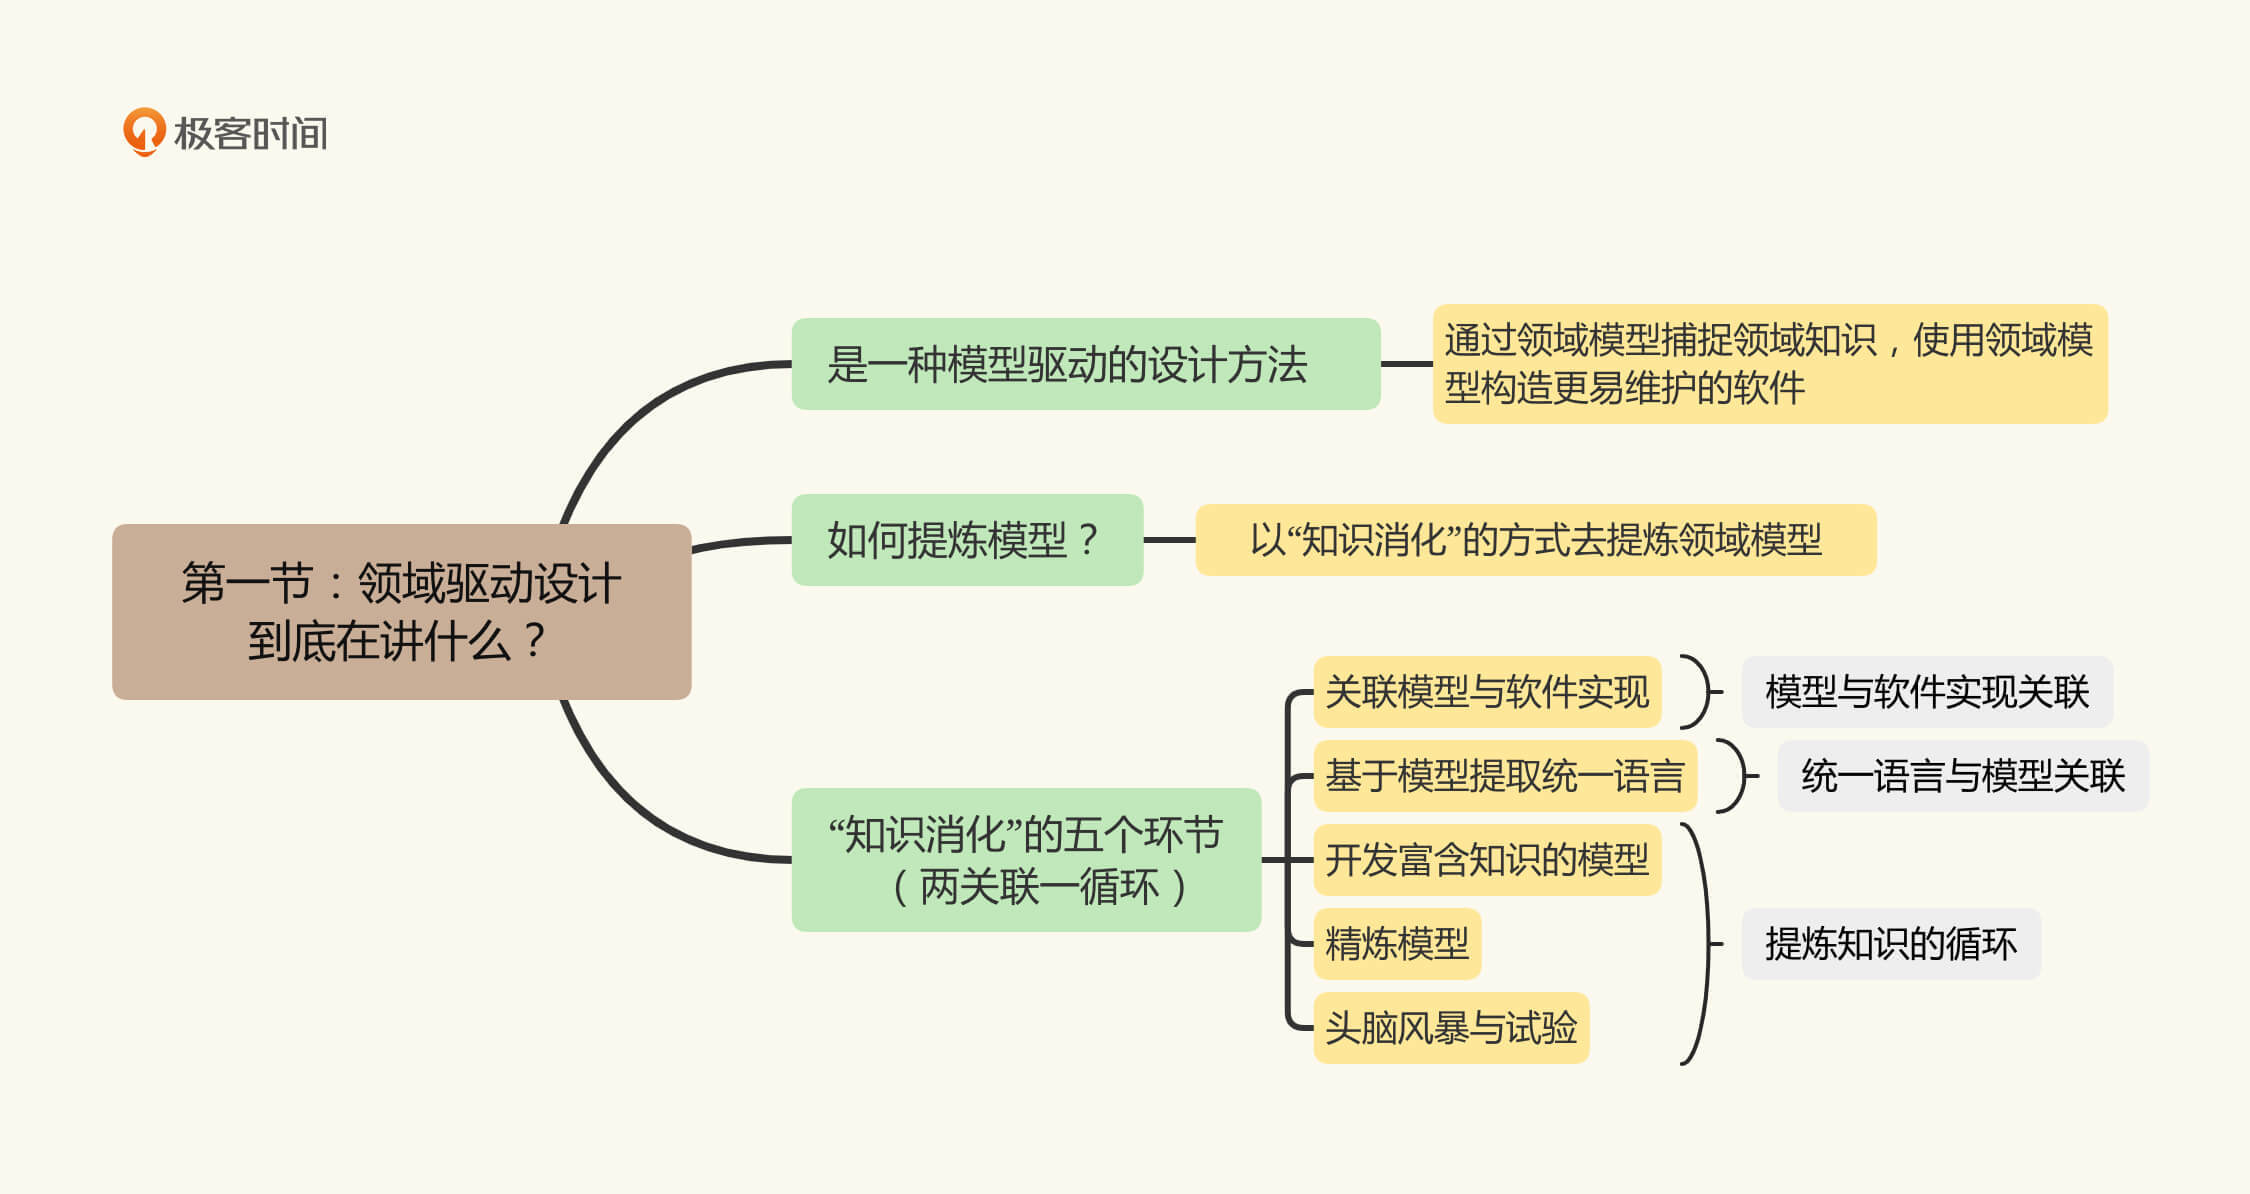 极客时间
第一节：领域驱动设计
到底在讲什么？
是一种模型驱动的设计方法
通过领域模型捕捉领域知识，使用领域模
型构造更易维护的软件
如何提炼模型？
以“知识消化”的方式去提炼领域模型
“知识消化”的五个环节
（两关联一循环）
关联模型与软件实现
模型与软件实现关联
基于模型提取统一语言
统一语言与模型关联
开发富含知识的模型
精炼模型
头脑风暴与试验
提炼知识的循环